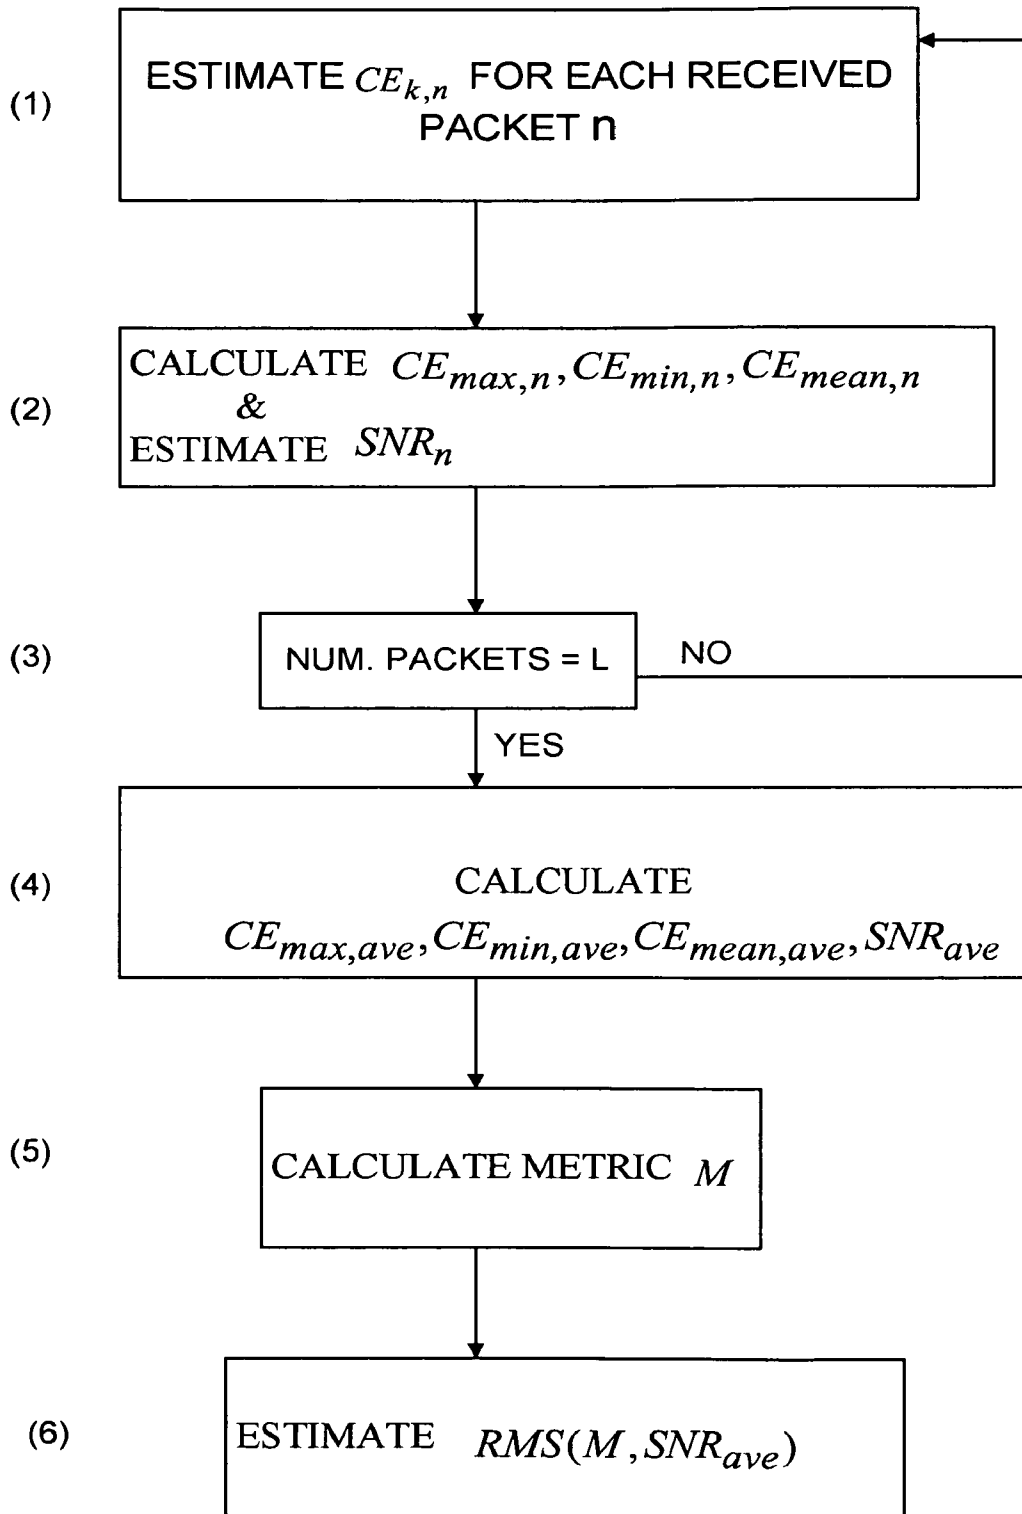 (1)
ESTIMATE CE_{k,n} FOR EACH RECEIVED
PACKET n
(2)
CALCULATE CE_{max,n}, CE_{min,n}, CE_{mean,n}
&
ESTIMATE SNR_n
(3)
NUM. PACKETS = L
NO
YES
(4)
CALCULATE
CE_{max,ave}, CE_{min,ave}, CE_{mean,ave}, SNR_{ave}
(5)
CALCULATE METRIC M
(6)
ESTIMATE RMS(M, SNR_{ave})